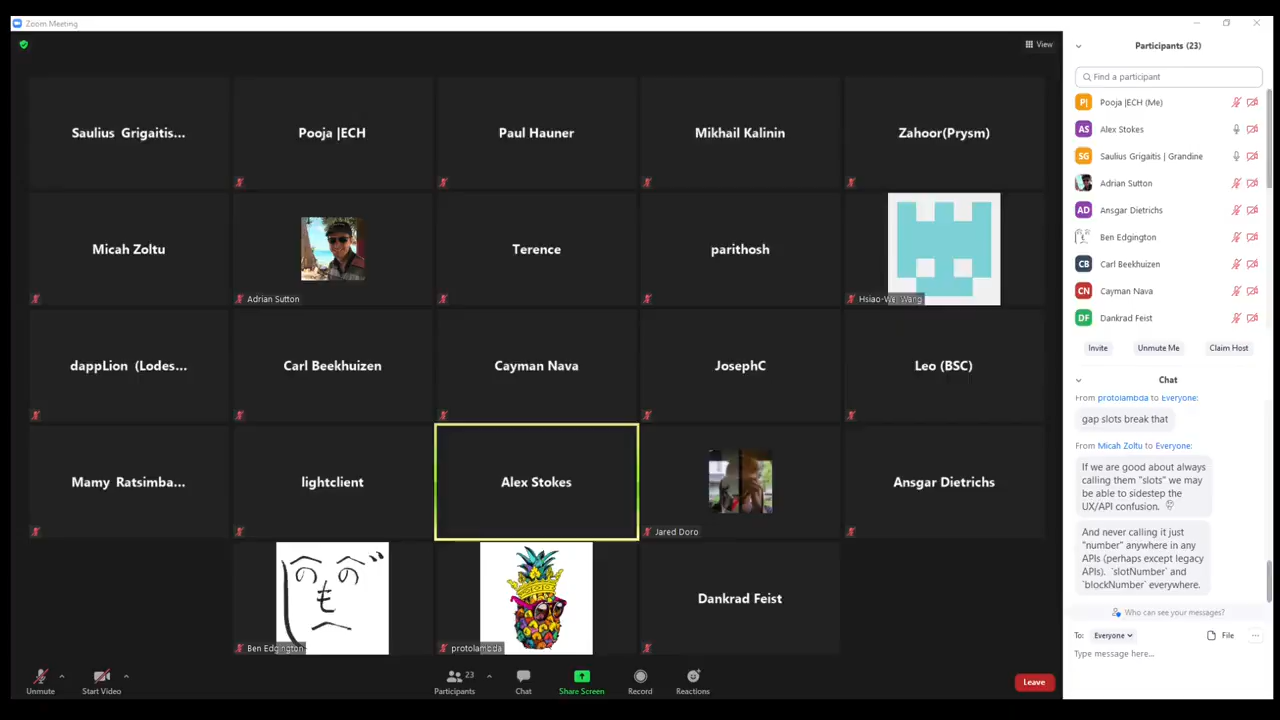 Zoom Meeting
View
Saulius Grigaitis...
Pooja |ECH
Paul Hauner
Mikhail Kalinin
Zahoor(Prysm)
Micah Zoltu
Adrian Sutton
Terence
parithosh
Hsiao-Wei Wang
dappLion (Lodes...
Carl Beekhuizen
Cayman Nava
JosephC
Leo (BSC)
Mamy Ratsimba...
lightclient
Alex Stokes
Jared Doro
Ansgar Dietrichs
Ben Edgington
protolambda
Dankrad Feist
Unmute
Start Video
23
Participants
Chat
Share Screen
Record
Reactions
Leave
Participants (23)
Find a participant
P| Pooja |ECH (Me)
AS Alex Stokes
SG Saulius Grigaitis | Grandine
Adrian Sutton
AD Ansgar Dietrichs
Ben Edgington
CB Carl Beekhuizen
CN Cayman Nava
DF Dankrad Feist
Invite
Unmute Me
Claim Host
Chat
From protolambda to Everyone:
gap slots break that
From Micah Zoltu to Everyone:
If we are good about always
calling them "slots" we may
be able to sidestep the
UX/API confusion.
And never calling it just
"number" anywhere in any
APIs (perhaps except legacy
APIs). `slotNumber` and
`blockNumber` everywhere.
Who can see your messages?
To: Everyone
File
Type message here...